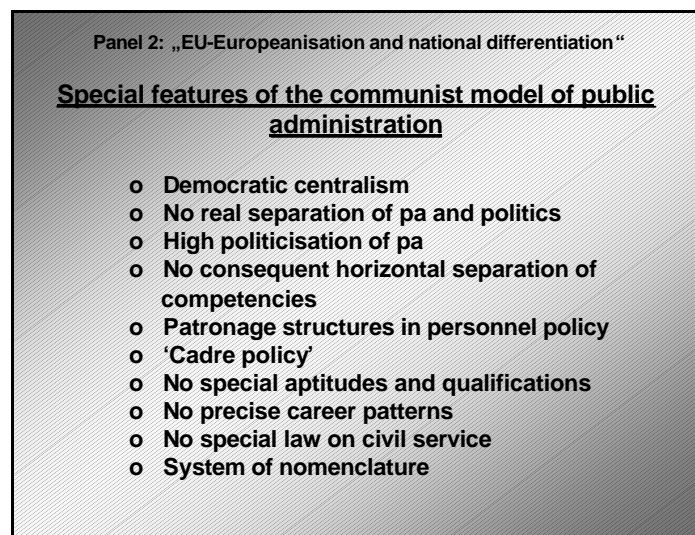 Panel 2: „EU-Europeanisation and national differentiation“
Special features of the communist model of public
administration
o Democratic centralism
o No real separation of pa and politics
o High politicisation of pa
o No consequent horizontal separation of
competencies
o Patronage structures in personnel policy
o ‘Cadre policy’
o No special aptitudes and qualifications
o No precise career patterns
o No special law on civil service
o System of nomenclature